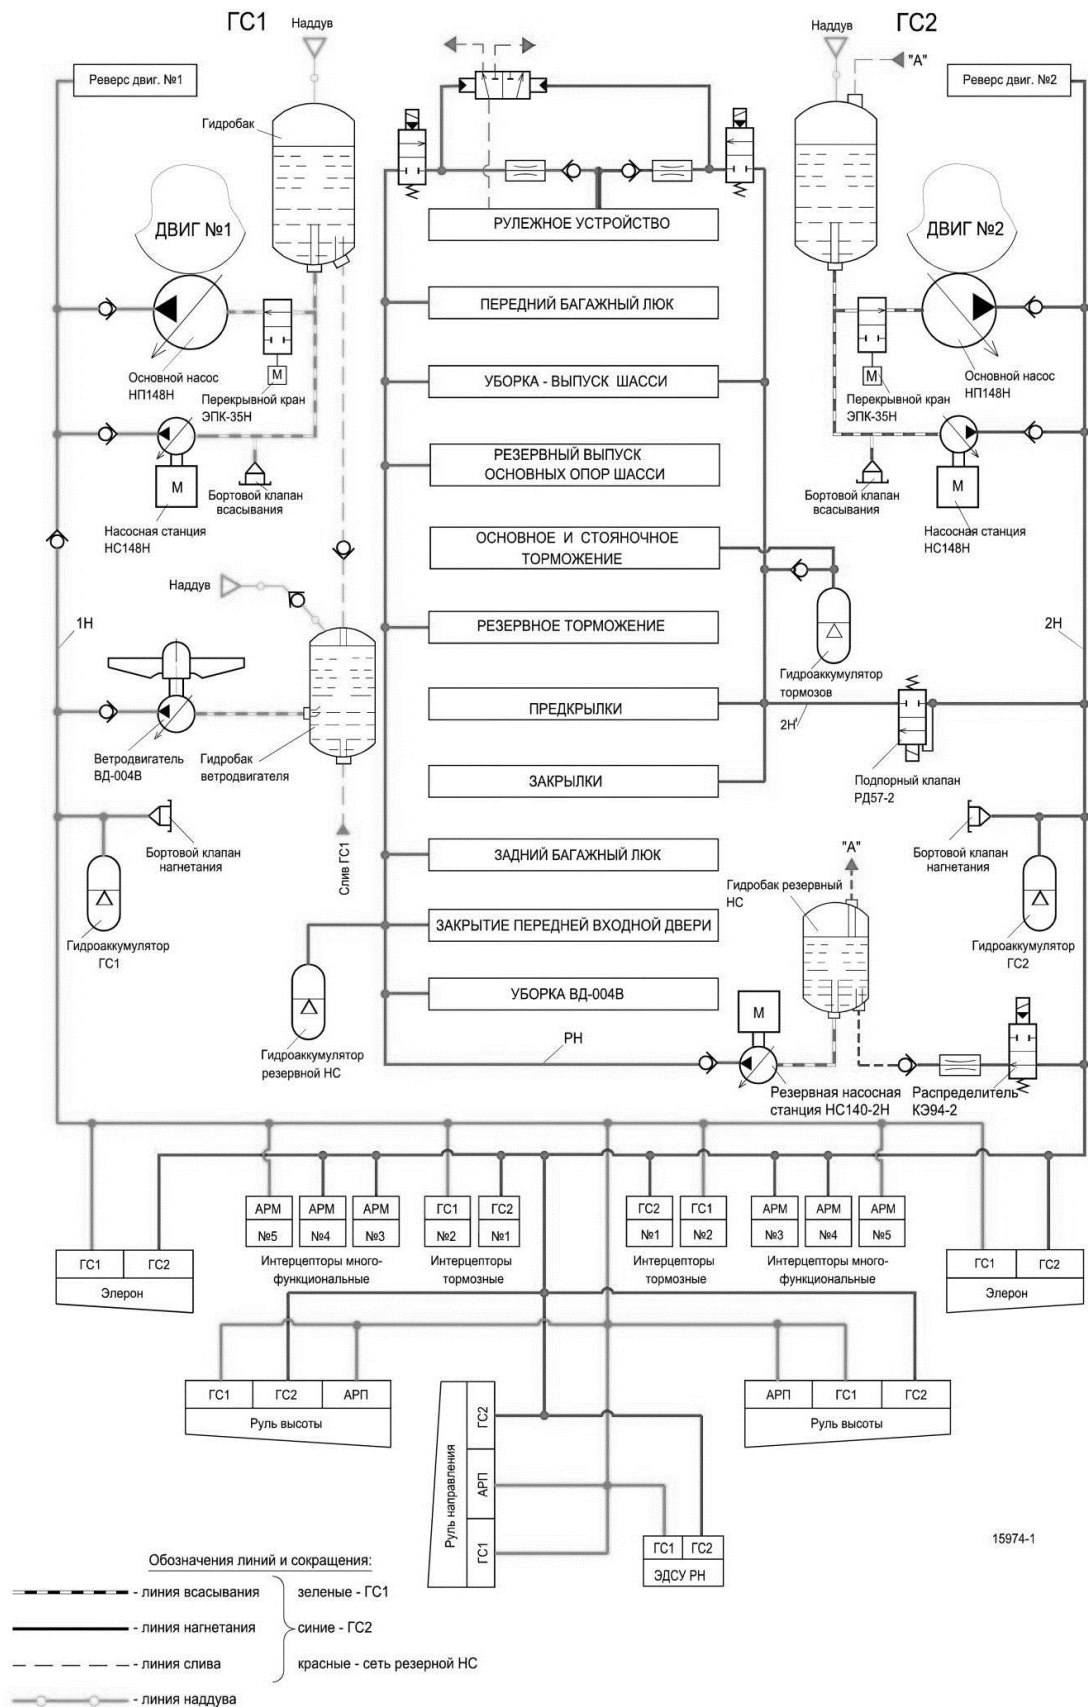 ГС1
Наддув
Наддув
ГС2
"А"
Реверс двиг. №1
Реверс двиг. №2
Гидробак
ДВИГ №1
РУЛЕЖНОЕ УСТРОЙСТВО
ДВИГ №2
ПЕРЕДНИЙ БАГАЖНЫЙ ЛЮК
Основной насос
НП148Н
М
Перекрывной кран
ЭПК-35Н
УБОРКА - ВЫПУСК ШАССИ
М
Перекрывной кран
ЭПК-35Н
Основной насос
НП148Н
М
Бортовой клапан
всасывания
Насосная станция
НС148Н
РЕЗЕРВНЫЙ ВЫПУСК
ОСНОВНЫХ ОПОР ШАССИ
Бортовой клапан
всасывания
М
Насосная станция
НС148Н
ОСНОВНОЕ И СТОЯНОЧНОЕ
ТОРМОЖЕНИЕ
Наддув
1Н
РЕЗЕРВНОЕ ТОРМОЖЕНИЕ
2Н
Гидроаккумулятор
тормозов
ПРЕДКРЫЛКИ
2Н'
Ветродвигатель
ВД-004В
Гидробак
ветродвигателя
ЗАКРЫЛКИ
Подпорный клапан
РД57-2
Бортовой клапан
нагнетания
Слив ГС1
ЗАДНИЙ БАГАЖНЫЙ ЛЮК
"А"
Гидробак резервный
НС
Бортовой клапан
нагнетания
Гидроаккумулятор
ГС1
ЗАКРЫТИЕ ПЕРЕДНЕЙ ВХОДНОЙ ДВЕРИ
Гидроаккумулятор
ГС2
УБОРКА ВД-004В
М
Гидроаккумулятор
резервной НС
РН
Резервная насосная
станция НС140-2Н
Распределитель
КЭ94-2
АРМ
№5
АРМ
№4
АРМ
№3
ГС1
№2
ГС2
№1
ГС2
№1
ГС1
№2
АРМ
№3
АРМ
№4
АРМ
№5
Интерцепторы много-
функциональные
Интерцепторы
тормозные
Интерцепторы
тормозные
Интерцепторы много-
функциональные
ГС1 ГС2
Элерон
ГС1 ГС2
Элерон
ГС1 ГС2 АРП
Руль высоты
АРП ГС1 ГС2
Руль высоты
Руль направления
ГС2
АРП
ГС1
ГС1 ГС2
ЭДСУ РН
15974-1
Обозначения линий и сокращения:
- линия всасывания
зеленые - ГС1
- линия нагнетания
синие - ГС2
- линия слива
красные - сеть резерной НС
- линия наддува